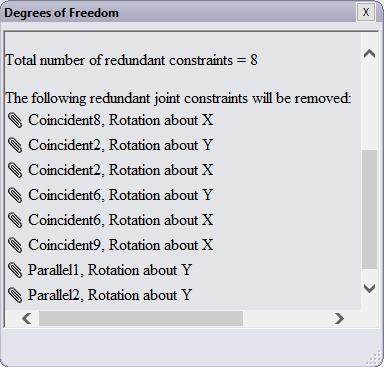 Degrees of Freedom
X
Total number of redundant constraints = 8
The following redundant joint constraints will be removed:
Coincident8, Rotation about X
Coincident2, Rotation about Y
Coincident2, Rotation about X
Coincident6, Rotation about Y
Coincident6, Rotation about X
Coincident9, Rotation about X
Parallel1, Rotation about Y
Parallel2, Rotation about Y